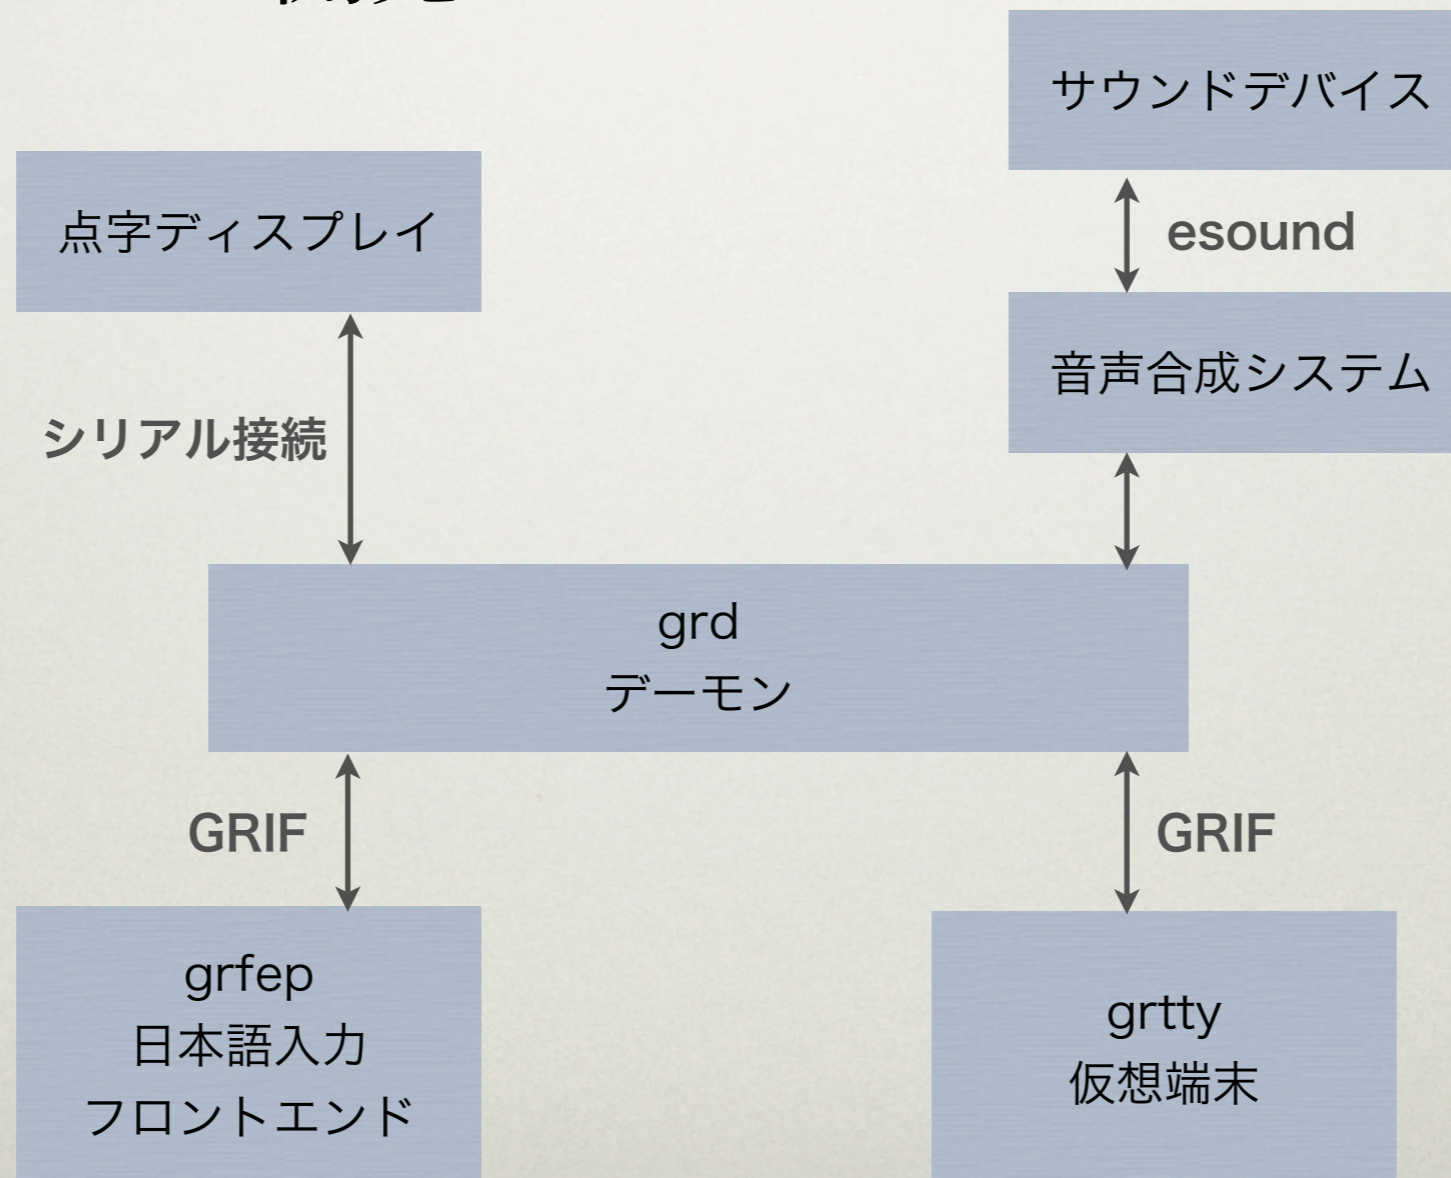 サウンドデバイス
点字ディスプレイ
esound
音声合成システム
シリアル接続
grd
デーモン
GRIF
GRIF
grfep
日本語入力
フロントエンド
grtty
仮想端末